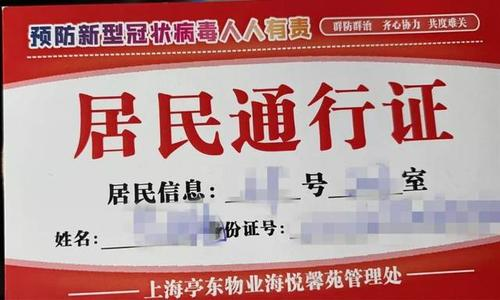 预防新型冠状病毒人人有责 群防群治 齐心协力 共度难关
居民通行证
居民信息: 号 室
姓名: 份证号:
上海亭东物业海悦馨苑管理处